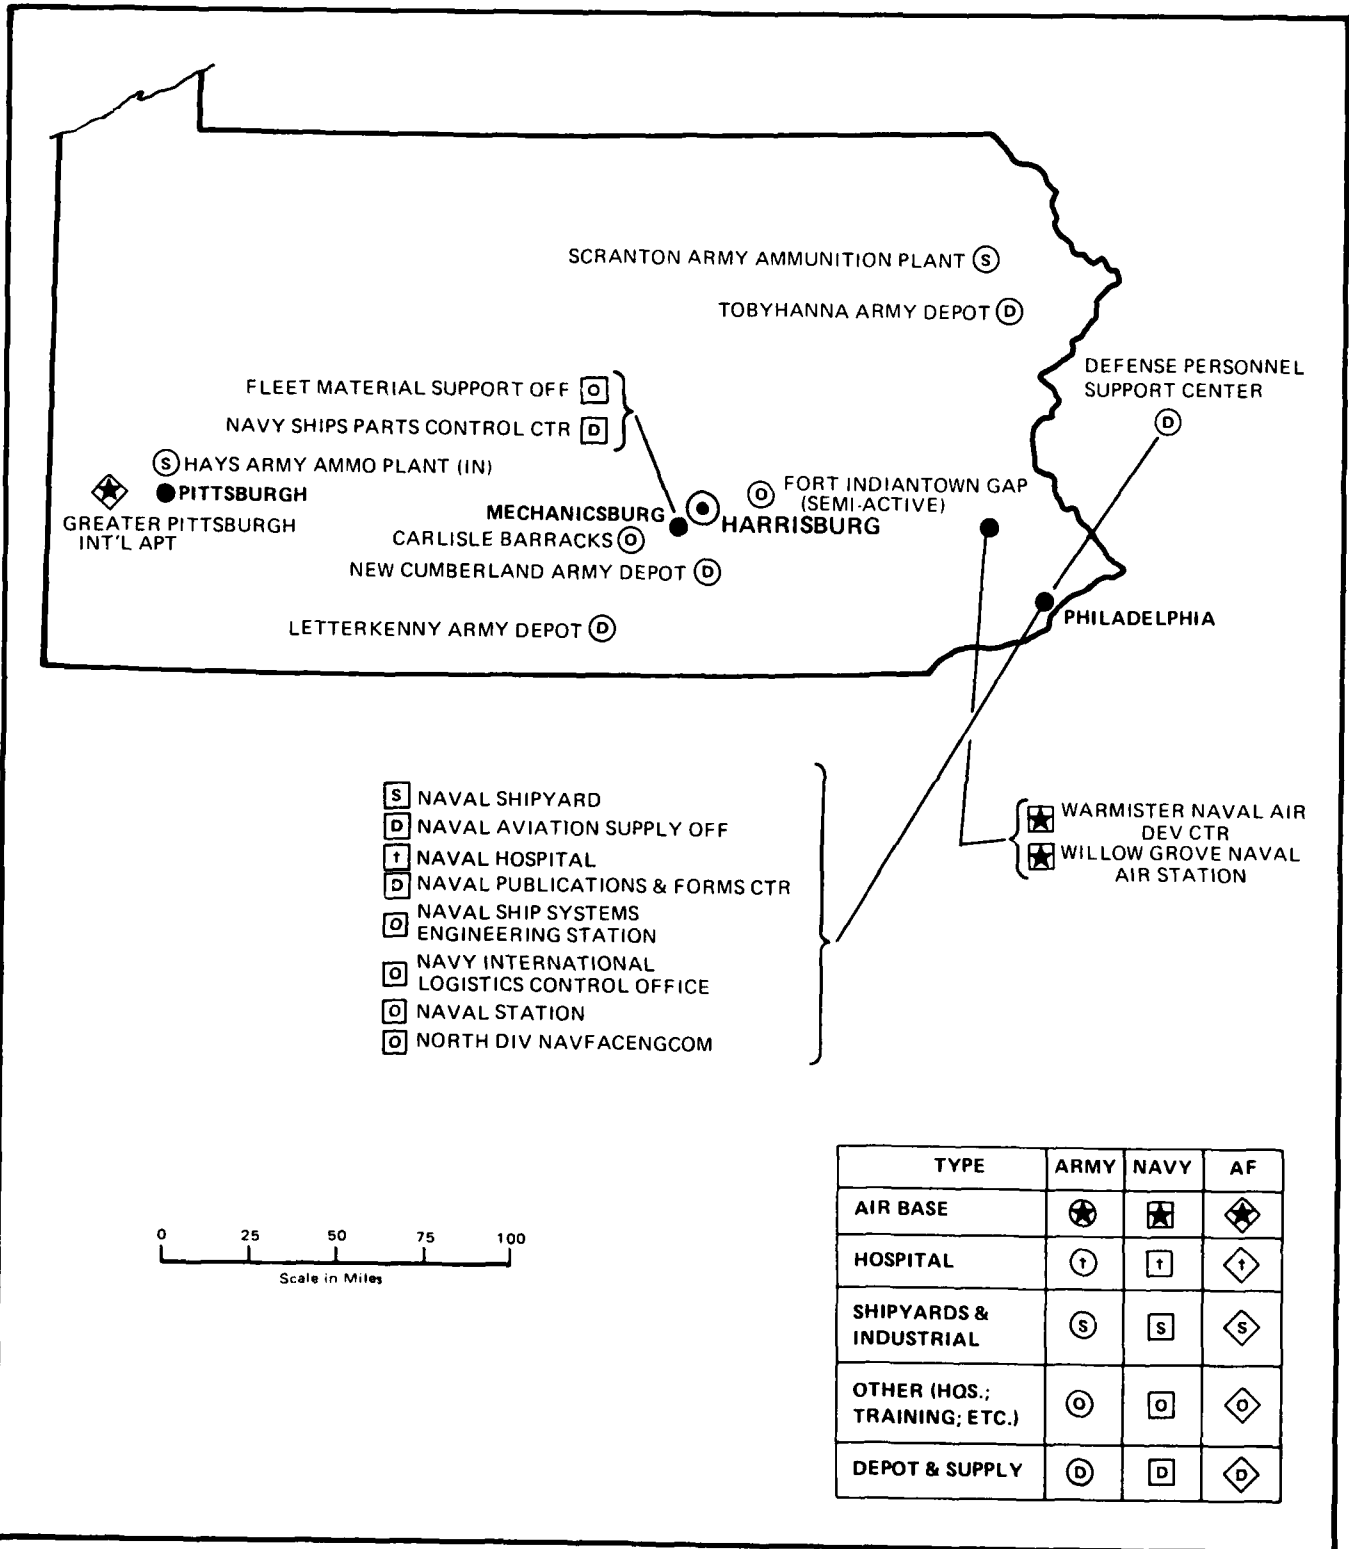 SCRANTON ARMY AMMUNITION PLANT S
TOBYHANNA ARMY DEPOT D
DEFENSE PERSONNEL
SUPPORT CENTER
D
FLEET MATERIAL SUPPORT OFF O
NAVY SHIPS PARTS CONTROL CTR D
S HAYS ARMY AMMO PLANT (IN)
PITTSBURGH
GREATER PITTSBURGH
INT'L APT
O FORT INDIANTOWN GAP
(SEMI-ACTIVE)
MECHANICSBURG
HARRISBURG
CARLISLE BARRACKS O
NEW CUMBERLAND ARMY DEPOT D
LETTERKENNY ARMY DEPOT D
PHILADELPHIA
S NAVAL SHIPYARD
D NAVAL AVIATION SUPPLY OFF
† NAVAL HOSPITAL
D NAVAL PUBLICATIONS & FORMS CTR
O NAVAL SHIP SYSTEMS
ENGINEERING STATION
O NAVY INTERNATIONAL
LOGISTICS CONTROL OFFICE
O NAVAL STATION
O NORTH DIV NAVFACENGCOM
WARMISTER NAVAL AIR
DEV CTR
WILLOW GROVE NAVAL
AIR STATION
0 25 50 75 100
Scale in Miles
TYPE ARMY NAVY AF
AIR BASE
HOSPITAL † † †
SHIPYARDS &
INDUSTRIAL S S S
OTHER (HQS.;
TRAINING; ETC.) O O O
DEPOT & SUPPLY D D D